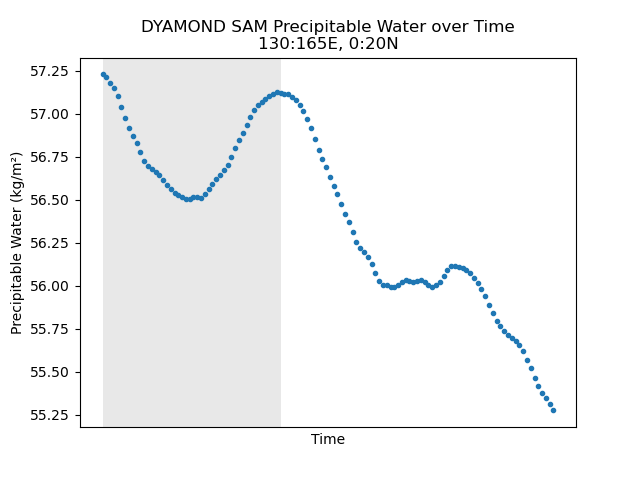 DYAMOND SAM Precipitable Water over Time
130:165E, 0:20N
57.25
57.00
56.75
56.50
56.25
56.00
55.75
55.50
55.25
Precipitable Water (kg/m²)
Time